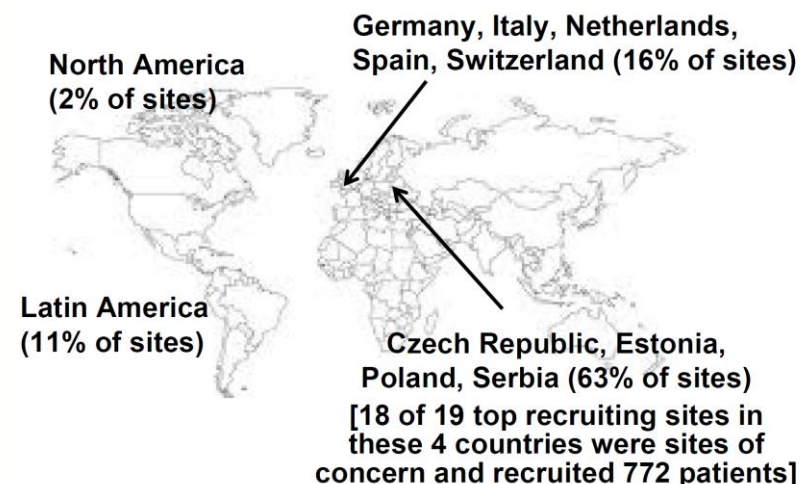 Germany, Italy, Netherlands,
Spain, Switzerland (16% of sites)
North America
(2% of sites)
Latin America
(11% of sites)
Czech Republic, Estonia,
Poland, Serbia (63% of sites)
[18 of 19 top recruiting sites in
these 4 countries were sites of
concern and recruited 772 patients]